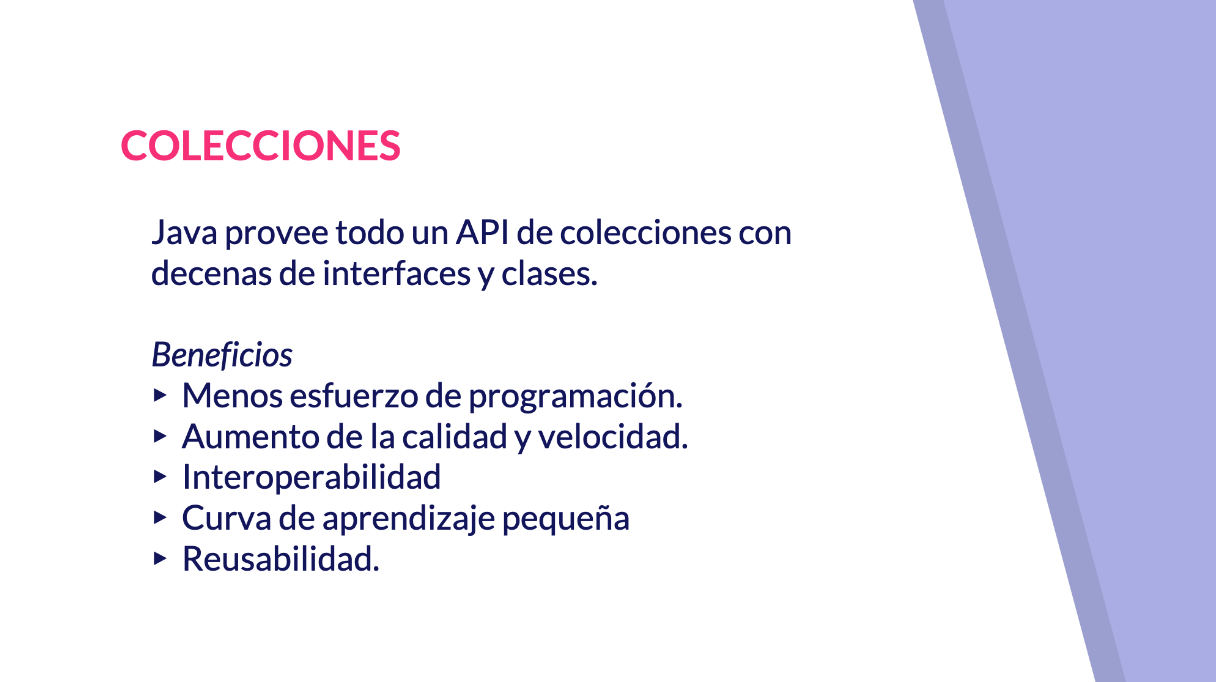 COLECCIONES
Java provee todo un API de colecciones con
decenas de interfaces y clases.
Beneficios
▸ Menos esfuerzo de programación.
▸ Aumento de la calidad y velocidad.
▸ Interoperabilidad
▸ Curva de aprendizaje pequeña
▸ Reusabilidad.